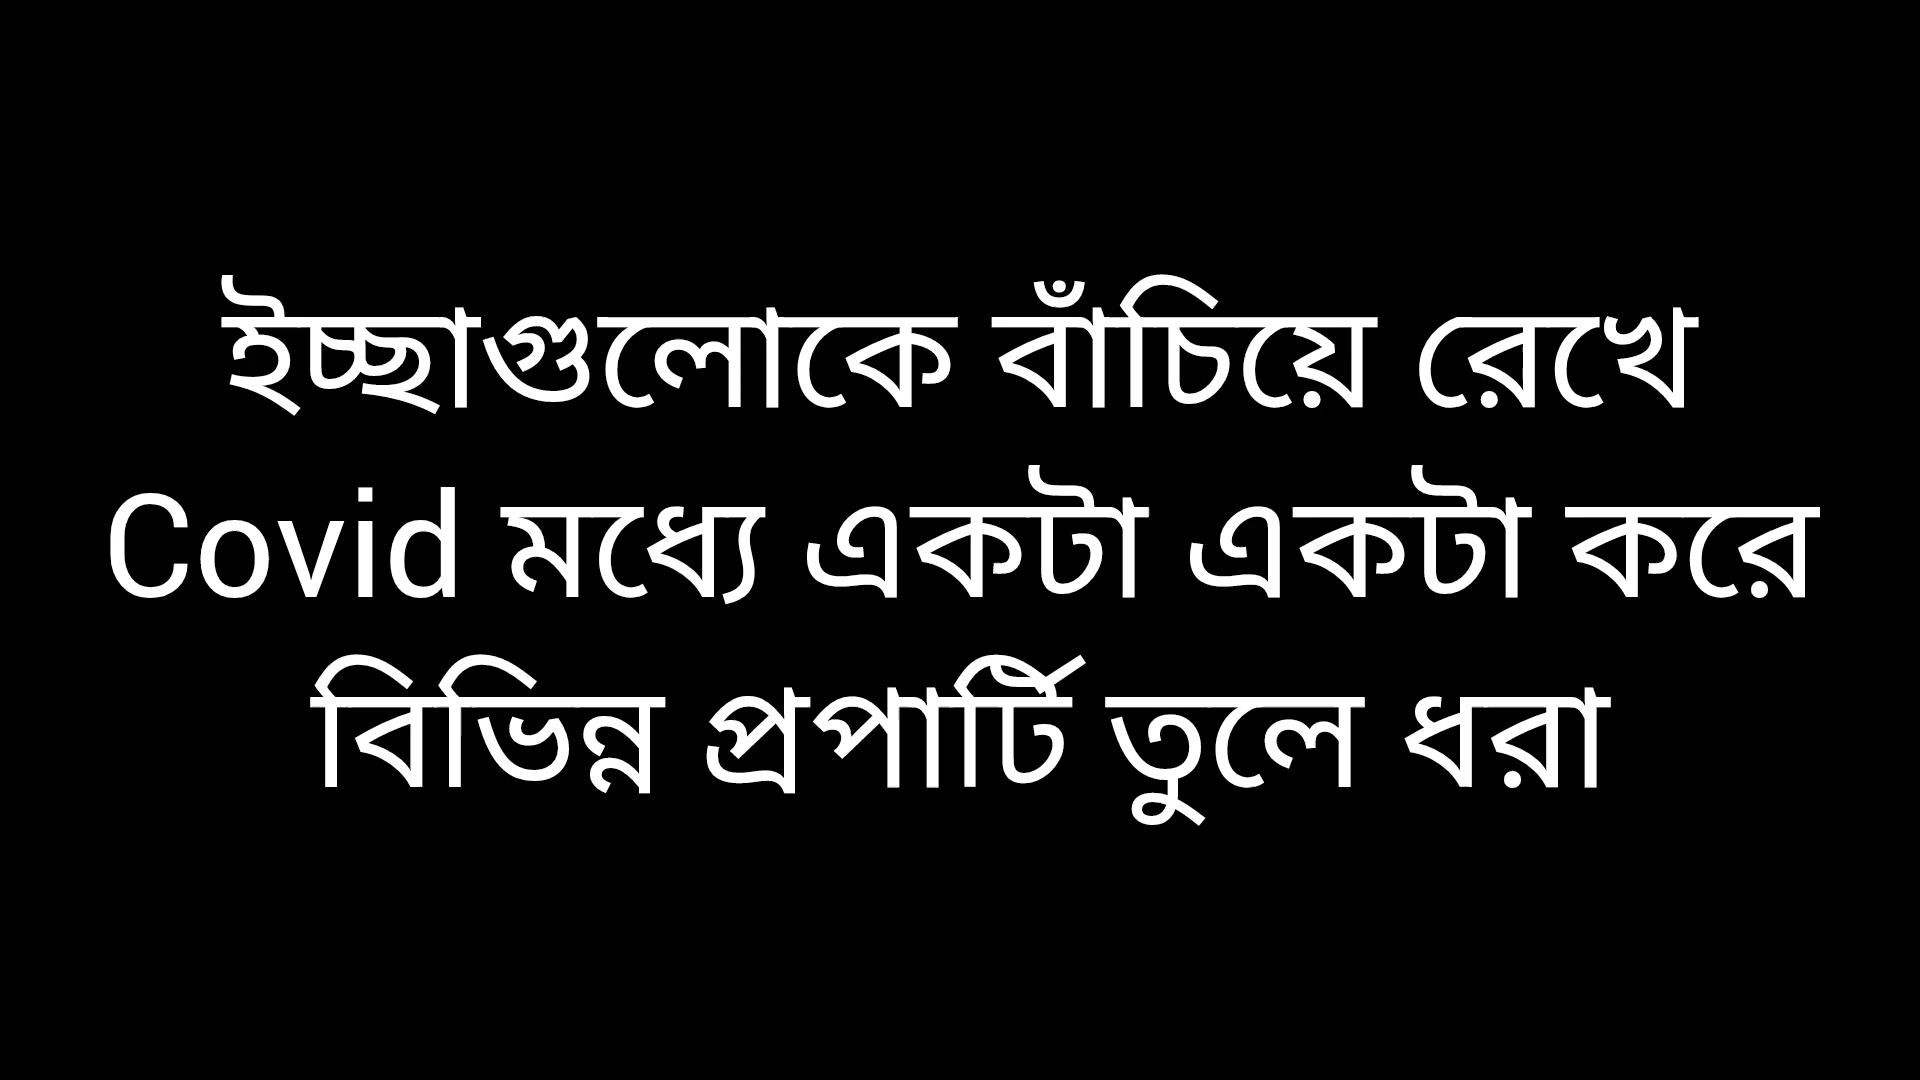 ইচ্ছাগুলোকে বাঁচিয়ে রেখে
Covid মধ্যে একটা একটা করে
বিভিন্ন প্রপার্টি তুলে ধরা